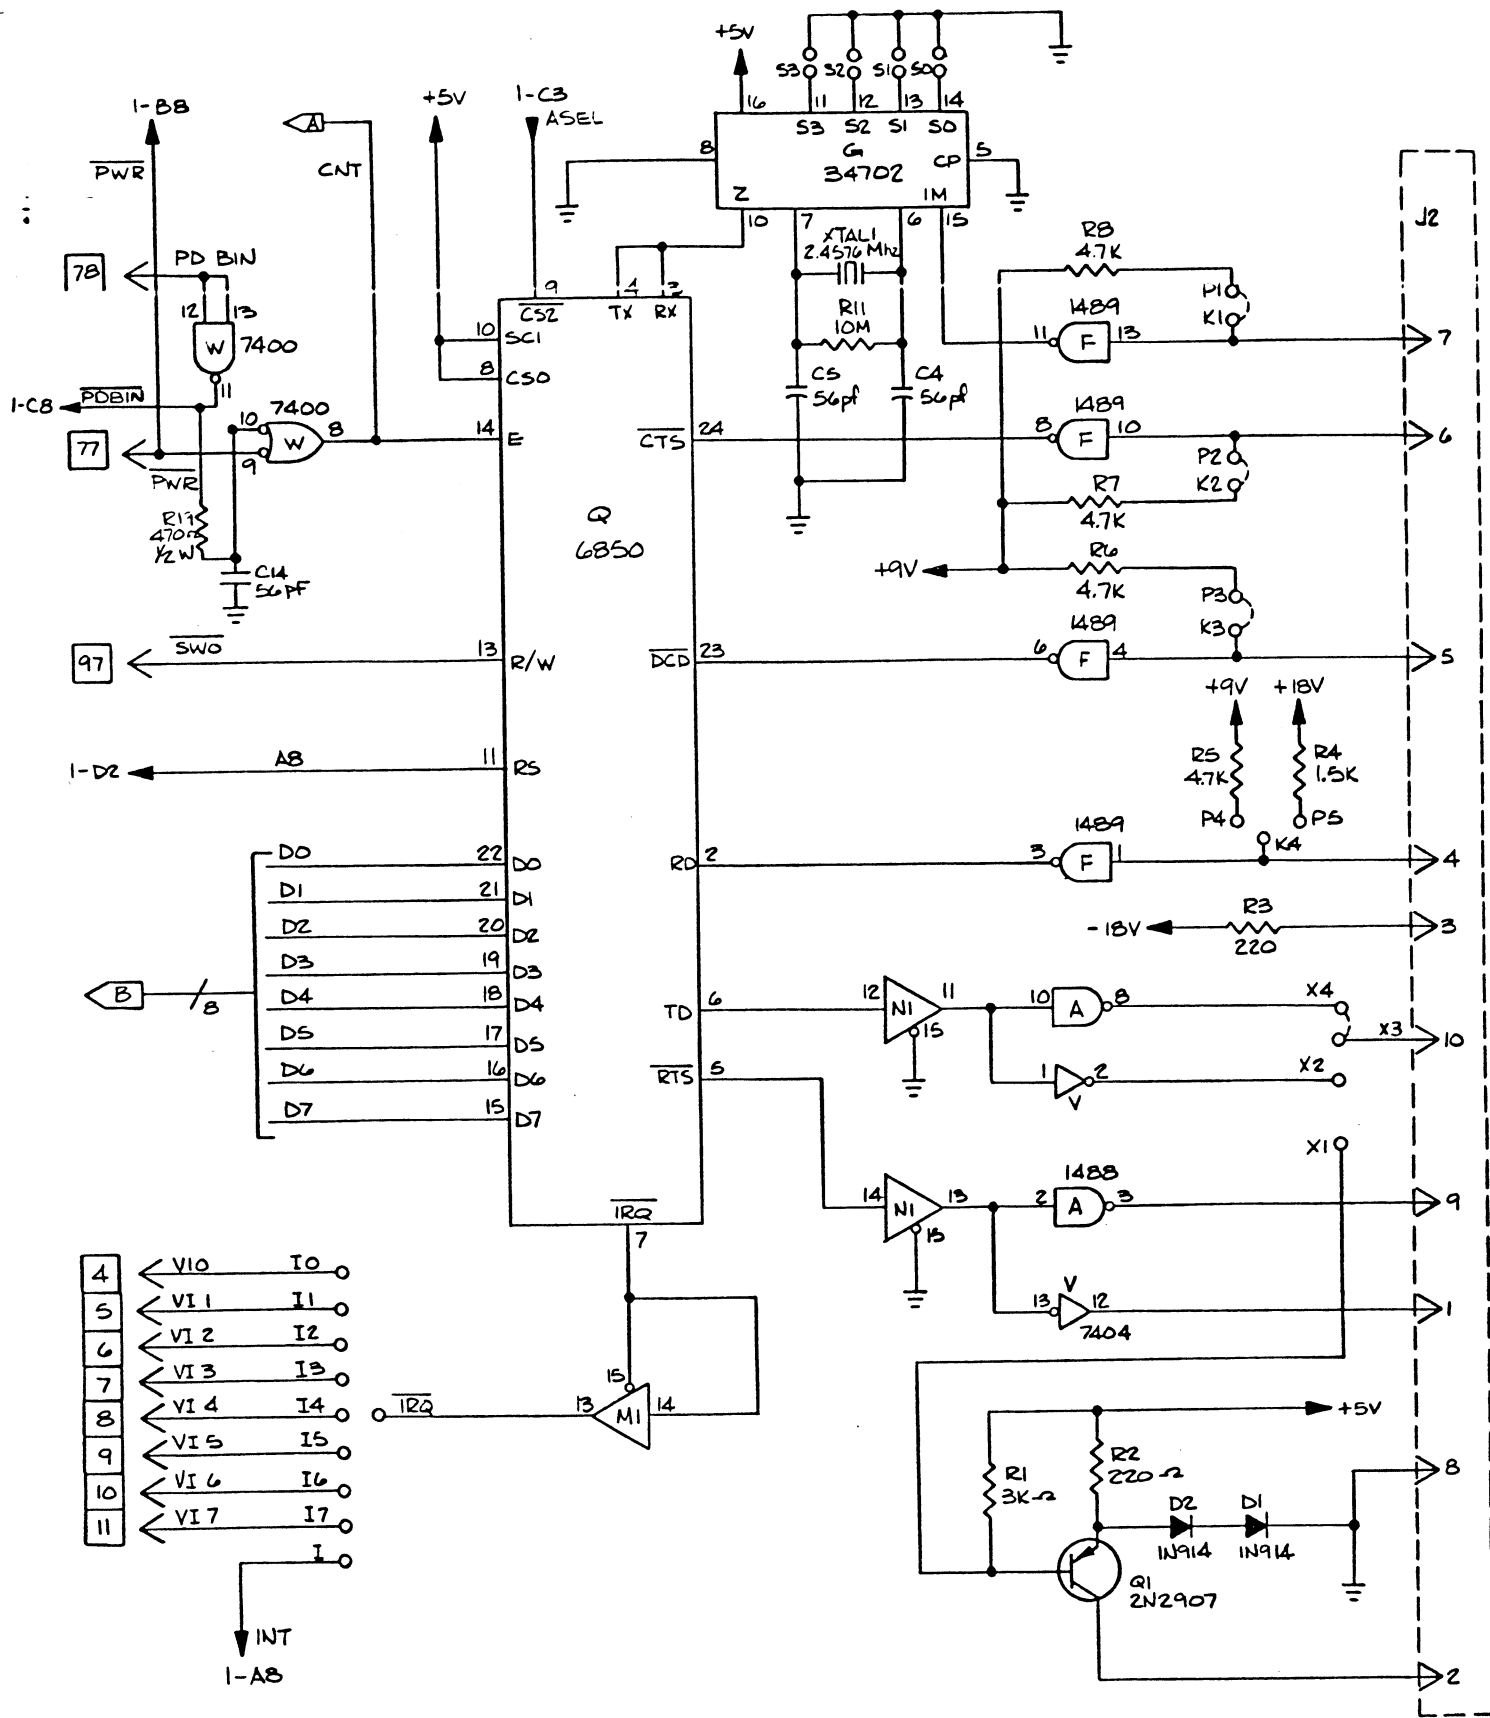 +5V
S3 S2 S1 S0
16 11 12 13 14
S3 S2 S1 S0
G
34702
8
CP 5
Z
IM
10 7 6 15
XTAL1
2.4576 Mhz
R11
10M
C5
56pf
C4
56pf
1-B8
PWR
A
CNT
+5V
1-C3
ASEL
78
PD BIN
12 13
W 7400
11
1-C8 PDBIN
7400
10
W 8
9
77
PWR
R17
470Ω
1/2 W
C14
56PF
9
CS2
4
TX
3
RX
10 SC1
8 CS0
14 E
CTS 24
Q
6850
97
SWO
13 R/W
DCD 23
1-D2
A8
11 RS
RD 2
D0 22 D0
D1 21 D1
D2 20 D2
D3 19 D3
D4 18 D4
D5 17 D5
D6 16 D6
D7 15 D7
B
8
TD 6
RTS 5
IRQ
7
J2
R8
4.7K
P1
K1
1489
11 F 13
7
1489
8 F 10
6
P2
K2
R7
4.7K
+9V
R6
4.7K
P3
K3
1489
6 F 4
5
+9V +18V
R5
4.7K
R4
1.5K
P4 P5
K4
1489
3 F 1
4
-18V
R3
220
3
12 N1 11
15
10 A 8
X4
X3 10
1 2
V
X2
X1
14 N1 13
15
1488
2 A 3
9
V
13 12
7404
1
4 VI0 I0
5 VI 1 I1
6 VI 2 I2
7 VI 3 I3
8 VI 4 I4
9 VI 5 I5
10 VI 6 I6
11 VI 7 I7
I
INT
1-A8
IRQ
13 M1 14
15
+5V
R1
3KΩ
R2
220Ω
D2
1N914
D1
1N914
8
Q1
2N2907
2